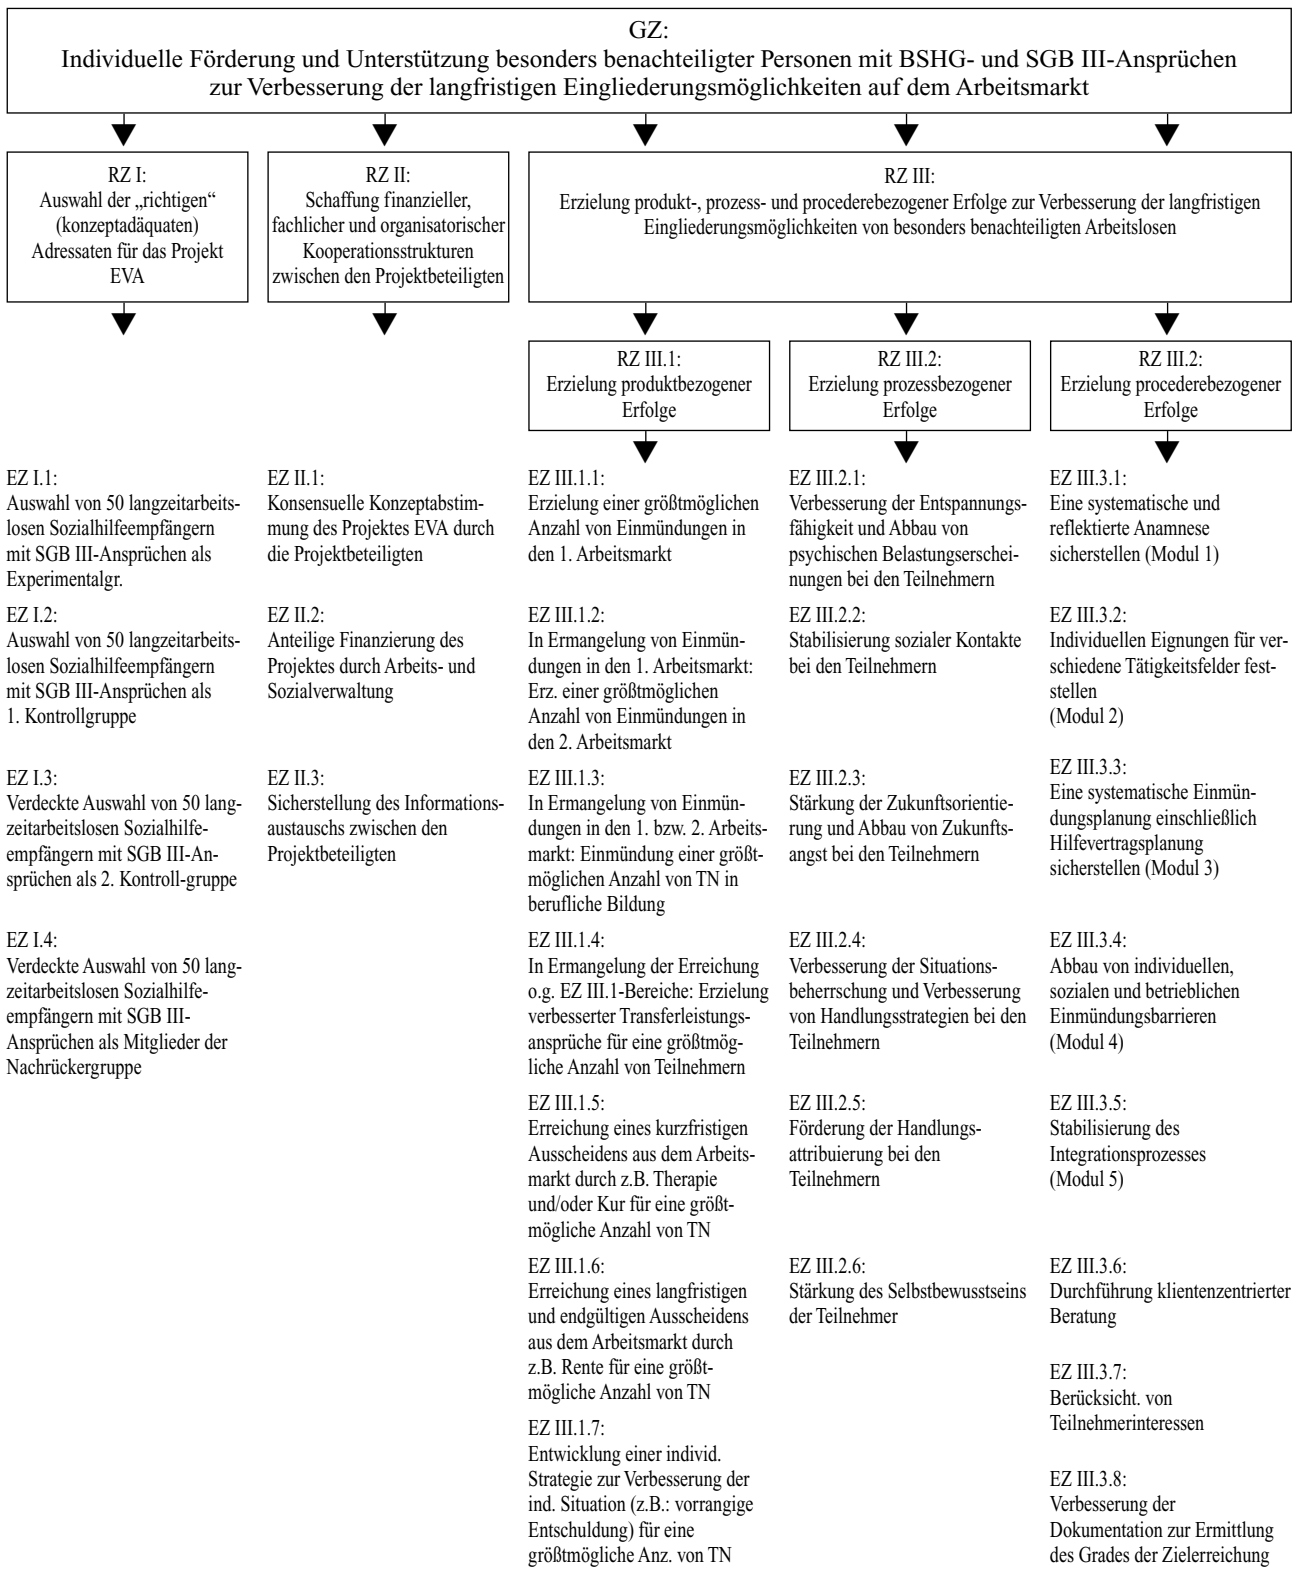 GZ:
Individuelle Förderung und Unterstützung besonders benachteiligter Personen mit BSHG- und SGB III-Ansprüchen
zur Verbesserung der langfristigen Eingliederungsmöglichkeiten auf dem Arbeitsmarkt
RZ I:
Auswahl der „richtigen“
(konzeptadäquaten)
Adressaten für das Projekt
EVA
RZ II:
Schaffung finanzieller,
fachlicher und organisatorischer
Kooperationsstrukturen
zwischen den Projektbeteiligten
RZ III:
Erzielung produkt-, prozess- und procederebezogener Erfolge zur Verbesserung der langfristigen
Eingliederungsmöglichkeiten von besonders benachteiligten Arbeitslosen
RZ III.1:
Erzielung produktbezogener
Erfolge
RZ III.2:
Erzielung prozessbezogener
Erfolge
RZ III.2:
Erzielung procederebezogener
Erfolge
EZ I.1:
Auswahl von 50 langzeitarbeits-
losen Sozialhilfeempfängern
mit SGB III-Ansprüchen als
Experimentalgr.
EZ I.2:
Auswahl von 50 langzeitarbeits-
losen Sozialhilfeempfängern
mit SGB III-Ansprüchen als
1. Kontrollgruppe
EZ I.3:
Verdeckte Auswahl von 50 lang-
zeitarbeitslosen Sozialhilfe-
empfängern mit SGB III-An-
sprüchen als 2. Kontroll-gruppe
EZ I.4:
Verdeckte Auswahl von 50 lang-
zeitarbeitslosen Sozialhilfe-
empfängern mit SGB III-
Ansprüchen als Mitglieder der
Nachrückergruppe
EZ II.1:
Konsensuelle Konzeptabstim-
mung des Projektes EVA durch
die Projektbeteiligten
EZ II.2:
Anteilige Finanzierung des
Projektes durch Arbeits- und
Sozialverwaltung
EZ II.3:
Sicherstellung des Informations-
austauschs zwischen den
Projektbeteiligten
EZ III.1.1:
Erzielung einer größtmöglichen
Anzahl von Einmündungen in
den 1. Arbeitsmarkt
EZ III.1.2:
In Ermangelung von Einmün-
dungen in den 1. Arbeitsmarkt:
Erz. einer größtmöglichen
Anzahl von Einmündungen in
den 2. Arbeitsmarkt
EZ III.1.3:
In Ermangelung von Einmün-
dungen in den 1. bzw. 2. Arbeits-
markt: Einmündung einer größt-
möglichen Anzahl von TN in
berufliche Bildung
EZ III.1.4:
In Ermangelung der Erreichung
o.g. EZ III.1-Bereiche: Erzielung
verbesserter Transferleistungs-
ansprüche für eine größtmög-
liche Anzahl von Teilnehmern
EZ III.1.5:
Erreichung eines kurzfristigen
Ausscheidens aus dem Arbeits-
markt durch z.B. Therapie
und/oder Kur für eine größt-
mögliche Anzahl von TN
EZ III.1.6:
Erreichung eines langfristigen
und endgültigen Ausscheidens
aus dem Arbeitsmarkt durch
z.B. Rente für eine größt-
mögliche Anzahl von TN
EZ III.1.7:
Entwicklung einer individ.
Strategie zur Verbesserung der
ind. Situation (z.B.: vorrangige
Entschuldung) für eine
größtmögliche Anz. von TN
EZ III.2.1:
Verbesserung der Entspannungs-
fähigkeit und Abbau von
psychischen Belastungserschei-
nungen bei den Teilnehmern
EZ III.2.2:
Stabilisierung sozialer Kontakte
bei den Teilnehmern
EZ III.2.3:
Stärkung der Zukunftsorientie-
rung und Abbau von Zukunfts-
angst bei den Teilnehmern
EZ III.2.4:
Verbesserung der Situations-
beherrschung und Verbesserung
von Handlungsstrategien bei den
Teilnehmern
EZ III.2.5:
Förderung der Handlungs-
attribuierung bei den
Teilnehmern
EZ III.2.6:
Stärkung des Selbstbewusstseins
der Teilnehmer
EZ III.3.1:
Eine systematische und
reflektierte Anamnese
sicherstellen (Modul 1)
EZ III.3.2:
Individuellen Eignungen für ver-
schiedene Tätigkeitsfelder fest-
stellen
(Modul 2)
EZ III.3.3:
Eine systematische Einmün-
dungsplanung einschließlich
Hilfevertragsplanung
sicherstellen (Modul 3)
EZ III.3.4:
Abbau von individuellen,
sozialen und betrieblichen
Einmündungsbarrieren
(Modul 4)
EZ III.3.5:
Stabilisierung des
Integrationsprozesses
(Modul 5)
EZ III.3.6:
Durchführung klientenzentrierter
Beratung
EZ III.3.7:
Berücksicht. von
Teilnehmerinteressen
EZ III.3.8:
Verbesserung der
Dokumentation zur Ermittlung
des Grades der Zielerreichung